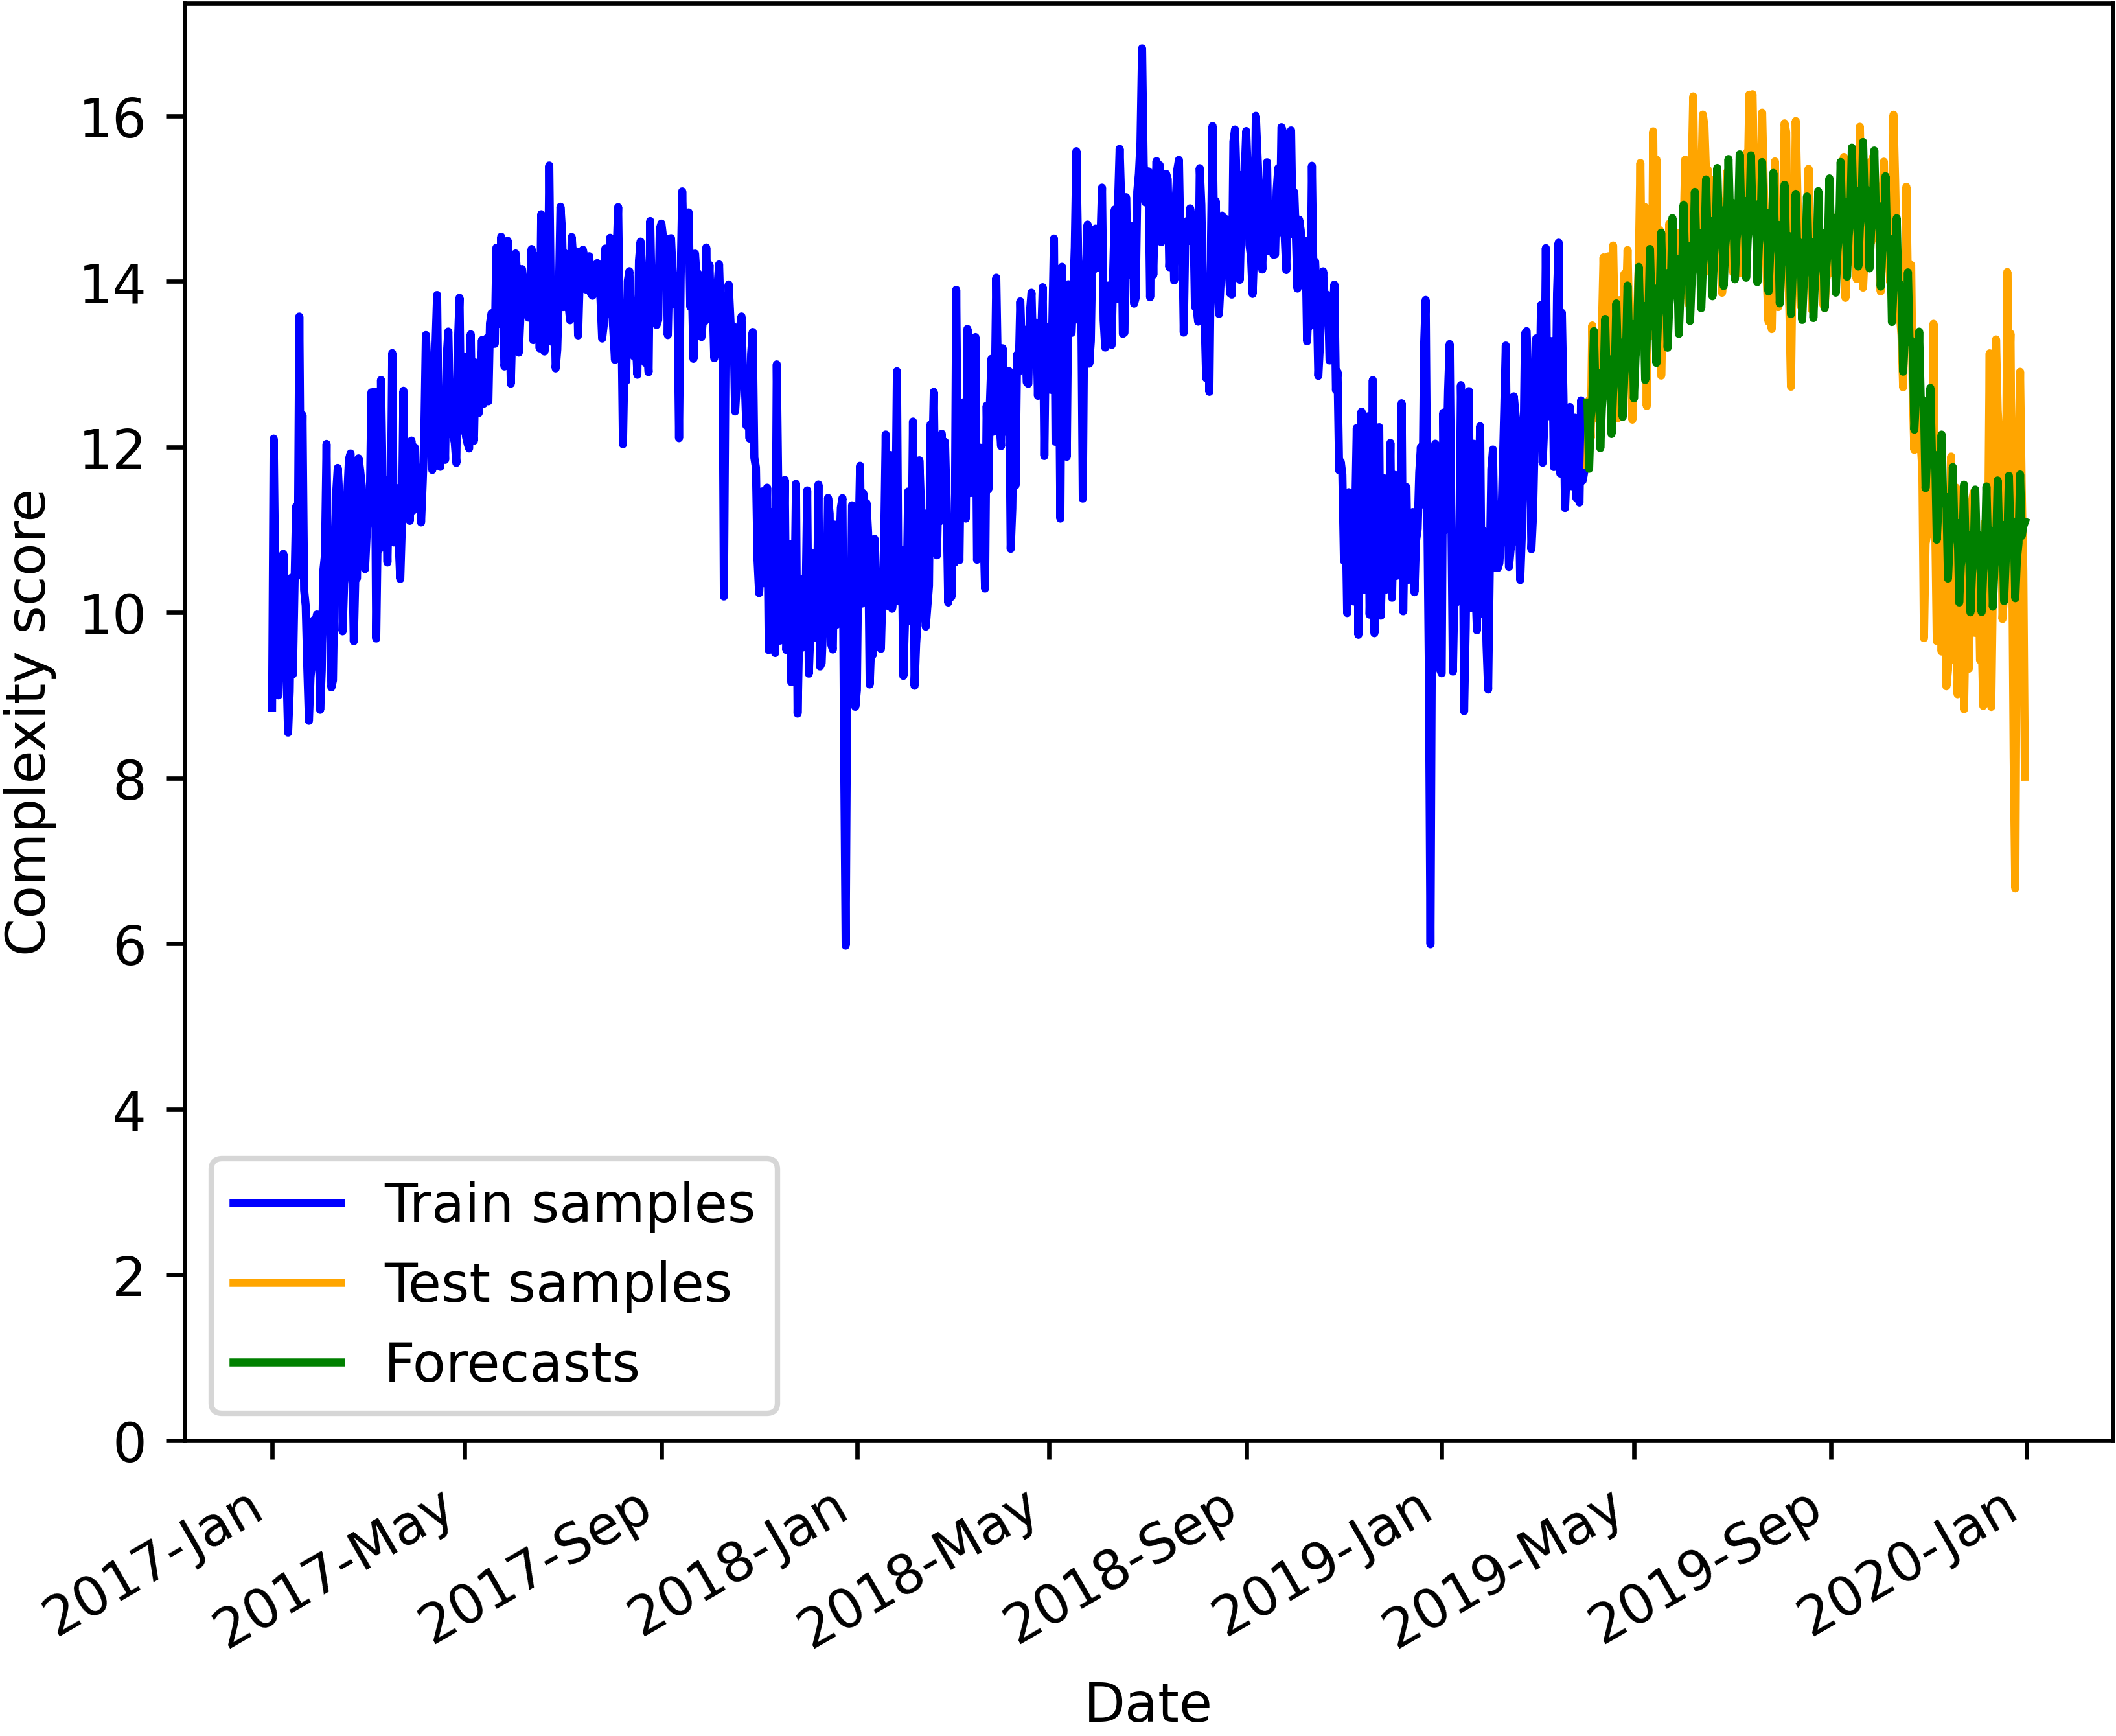 Complexity score
16
14
12
10
8
6
4
2
0
Train samples
Test samples
Forecasts
2017-Jan
2017-May
2017-Sep
2018-Jan
2018-May
2018-Sep
2019-Jan
2019-May
2019-Sep
2020-Jan
Date